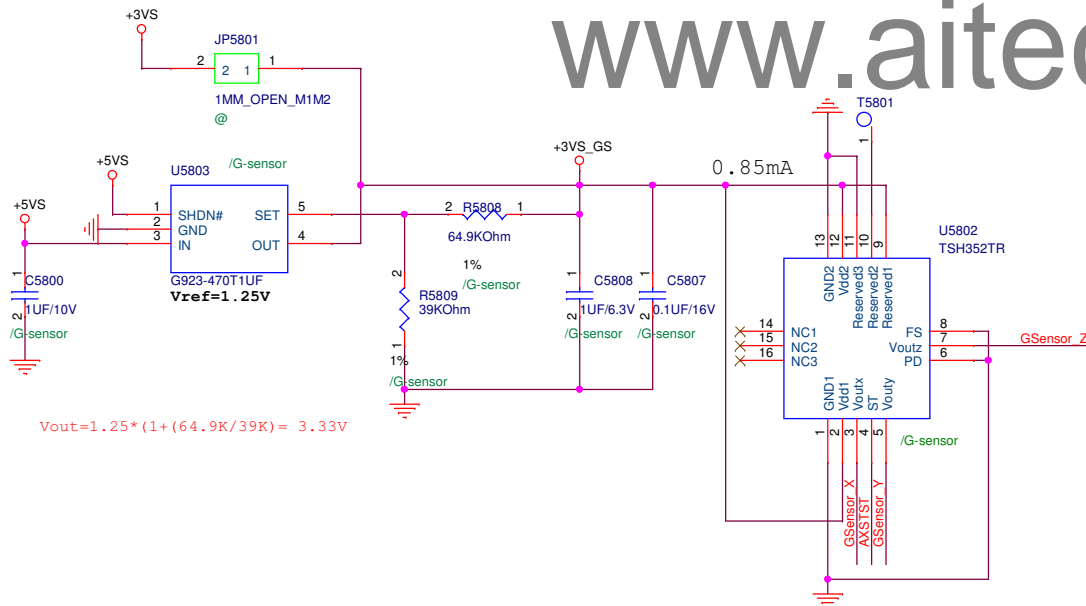 www.aitec
+3VS
JP5801
2
2 1
1
1MM_OPEN_M1M2
@
T5801
1
+5VS
U5803
/G-sensor
+3VS_GS
0.85mA
1
SHDN#
SET
5
2
GND
3
IN
OUT
4
G923-470T1UF
Vref=1.25V
+5VS
1
C5800
1UF/10V
2
/G-sensor
2
R5808
1
64.9KOhm
1%
/G-sensor
2
R5809
39KOhm
1
1%
/G-sensor
1
C5808
1UF/6.3V
2
/G-sensor
1
C5807
0.1UF/16V
2
/G-sensor
Vout=1.25*(1+(64.9K/39K)= 3.33V
U5802
TSH352TR
13
12
11
10
9
GND2
Vdd2
Reserved3
Reserved2
Reserved1
14
NC1
15
NC2
16
NC3
FS
8
Voutz
7
GSensor_Z
PD
6
GND1
Vdd1
Voutx
ST
Vouty
1
2
3
4
5
/G-sensor
GSensor_X
AXSTST
GSensor_Y